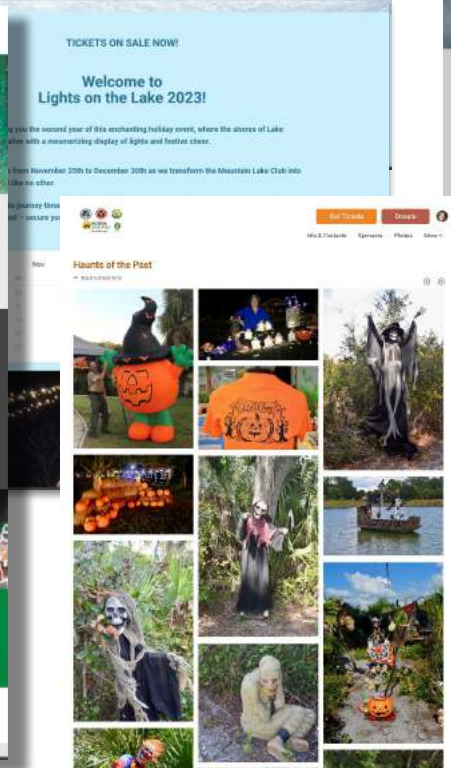 TICKETS ON SALE NOW!
Welcome to
Lights on the Lake 2023!
you the second year of this enchanting holiday event, where the shores of Lake
alive with a mesmerizing display of lights and festive cheer.
from November 25th to December 30th as we transform the Mountain Lake Club into
like no other.
journey
secure
Nov
Get Tickets
Donate
Info & Contacts
Sponsors
Photos
More
Haunts of the Past